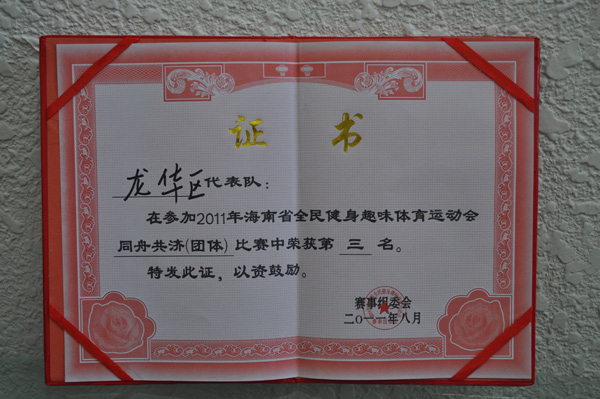 证 书
龙华区代表队：
在参加2011年海南省全民健身趣味体育运动会
同舟共济(团体) 比赛中荣获第 三 名。
特发此证，以资鼓励。
赛事组委会
二〇一一年八月